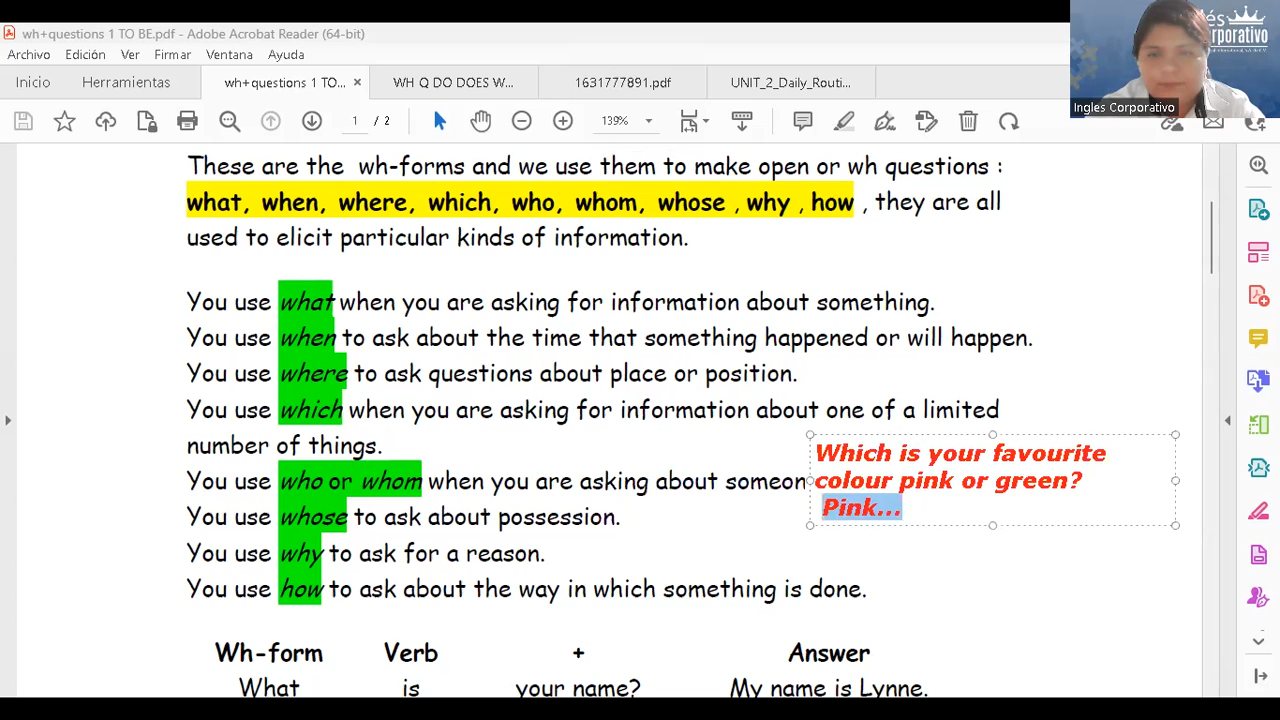 wh+questions 1 TO BE.pdf - Adobe Acrobat Reader (64-bit)
Archivo Edición Ver Firmar Ventana Ayuda
Inicio Herramientas wh+questions 1 TO... × WH Q DO DOES W... 1631777891.pdf UNIT_2_Daily_Routi...
1 / 2 139%
Ingles Corporativo
These are the wh-forms and we use them to make open or wh questions :
what, when, where, which, who, whom, whose , why , how , they are all
used to elicit particular kinds of information.
You use what when you are asking for information about something.
You use when to ask about the time that something happened or will happen.
You use where to ask questions about place or position.
You use which when you are asking for information about one of a limited
number of things.
You use who or whom when you are asking about someon
You use whose to ask about possession.
You use why to ask for a reason.
You use how to ask about the way in which something is done.
Which is your favourite
colour pink or green?
Pink...
Wh-form Verb + Answer
What is your name? My name is Lynne.